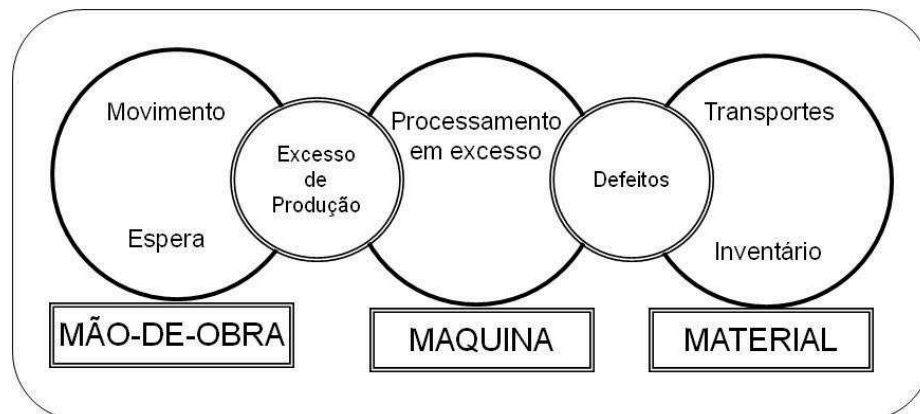 Movimento
Espera
Excesso
de
Produção
Processamento
em excesso
Defeitos
Transportes
Inventário
MÃO-DE-OBRA
MAQUINA
MATERIAL